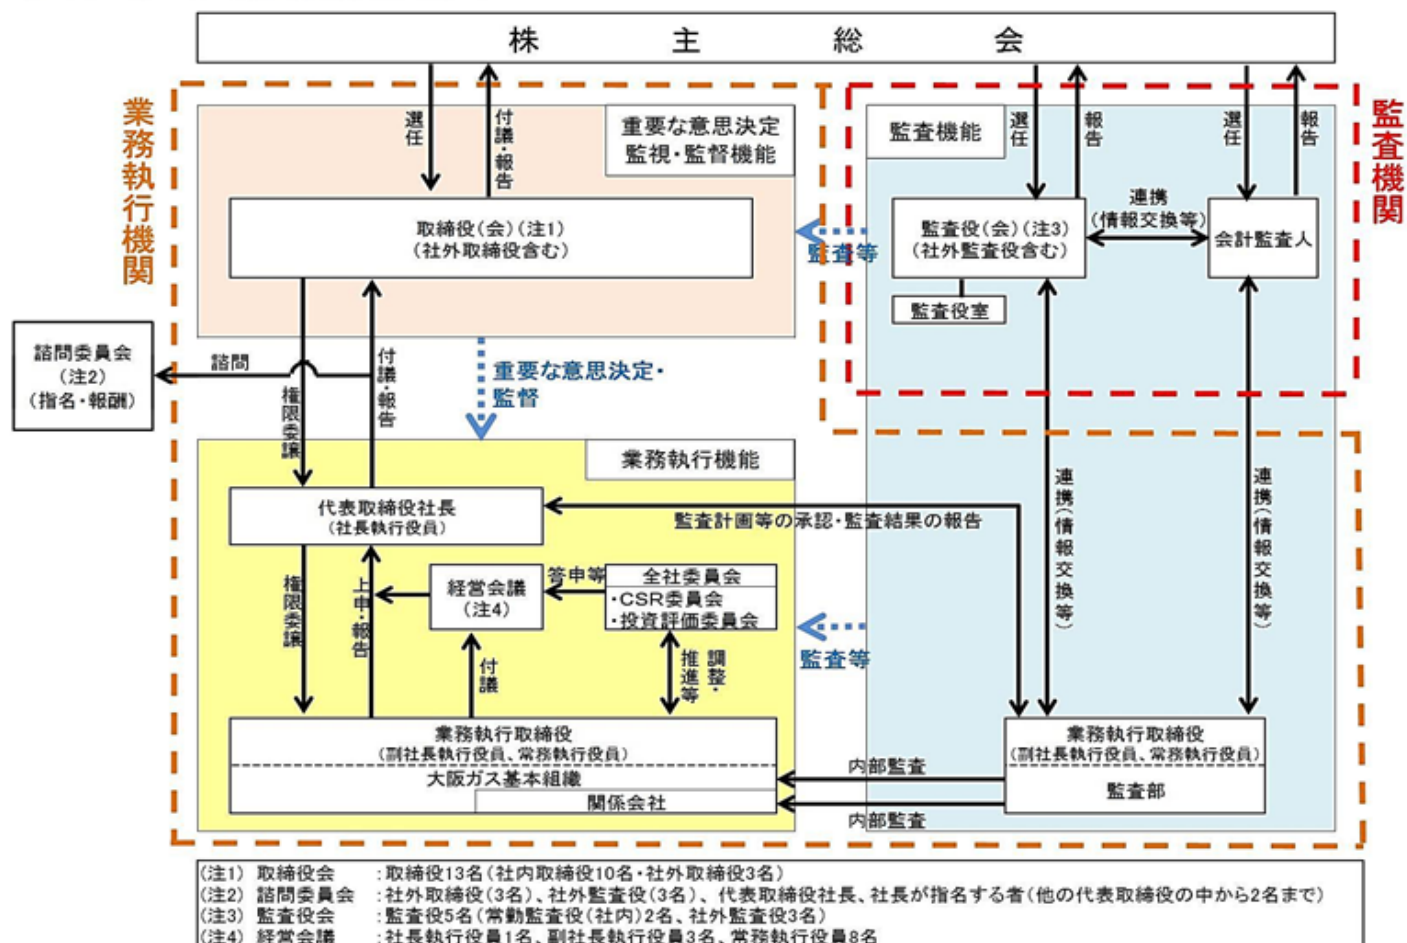 株主総会
業務執行機関
監査機関
選任
付議・報告
重要な意思決定
監視・監督機能
監査機能
選任
報告
選任
報告
取締役(会)(注1)
(社外取締役含む)
監査等
監査役(会)(注3)
(社外監査役含む)
連携
(情報交換等)
会計監査人
監査役室
諮問委員会
(注2)
(指名・報酬)
諮問
権限委譲
付議・報告
重要な意思決定・
監督
業務執行機能
代表取締役社長
(社長執行役員)
監査計画等の承認・監査結果の報告
連携(情報交換等)
連携(情報交換等)
権限委譲
上申・報告
経営会議
(注4)
答申等
全社委員会
・CSR委員会
・投資評価委員会
監査等
付議
調整・
推進等
業務執行取締役
(副社長執行役員、常務執行役員)
大阪ガス基本組織
関係会社
内部監査
内部監査
業務執行取締役
(副社長執行役員、常務執行役員)
監査部
(注1) 取締役会 :取締役13名(社内取締役10名・社外取締役3名)
(注2) 諮問委員会 :社外取締役(3名)、社外監査役(3名)、代表取締役社長、社長が指名する者(他の代表取締役の中から2名まで)
(注3) 監査役会 :監査役5名(常勤監査役(社内)2名、社外監査役3名)
(注4) 経営会議 :社長執行役員1名、副社長執行役員3名、常務執行役員8名